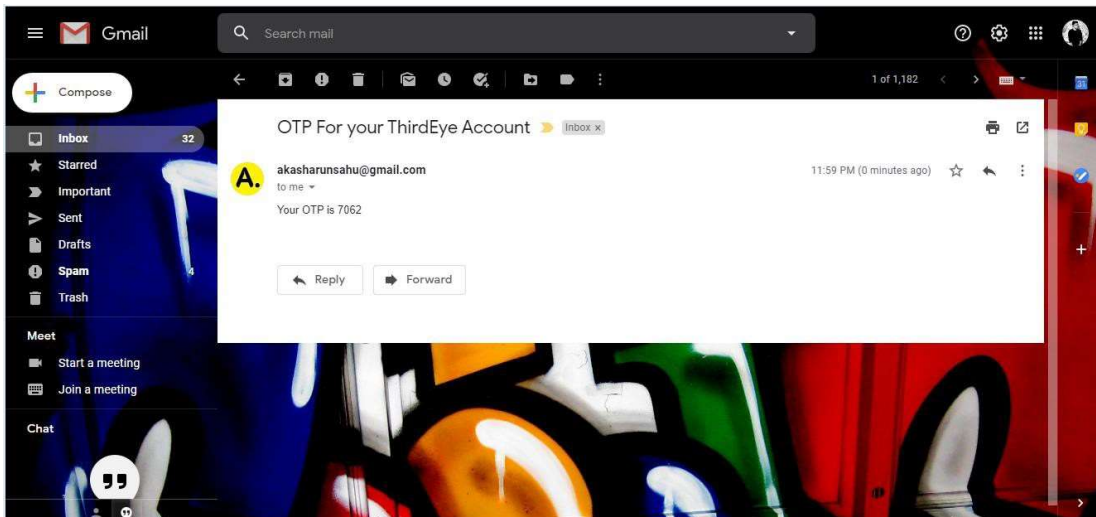 Gmail
Search mail
Compose
1 of 1,182
31
Inbox 32
Starred
Important
Sent
Drafts
Spam 4
Trash
Meet
Start a meeting
Join a meeting
Chat
OTP For your ThirdEye Account Inbox x
A. akasharunsahu@gmail.com 11:59 PM (0 minutes ago)
to me
Your OTP is 7062
Reply Forward